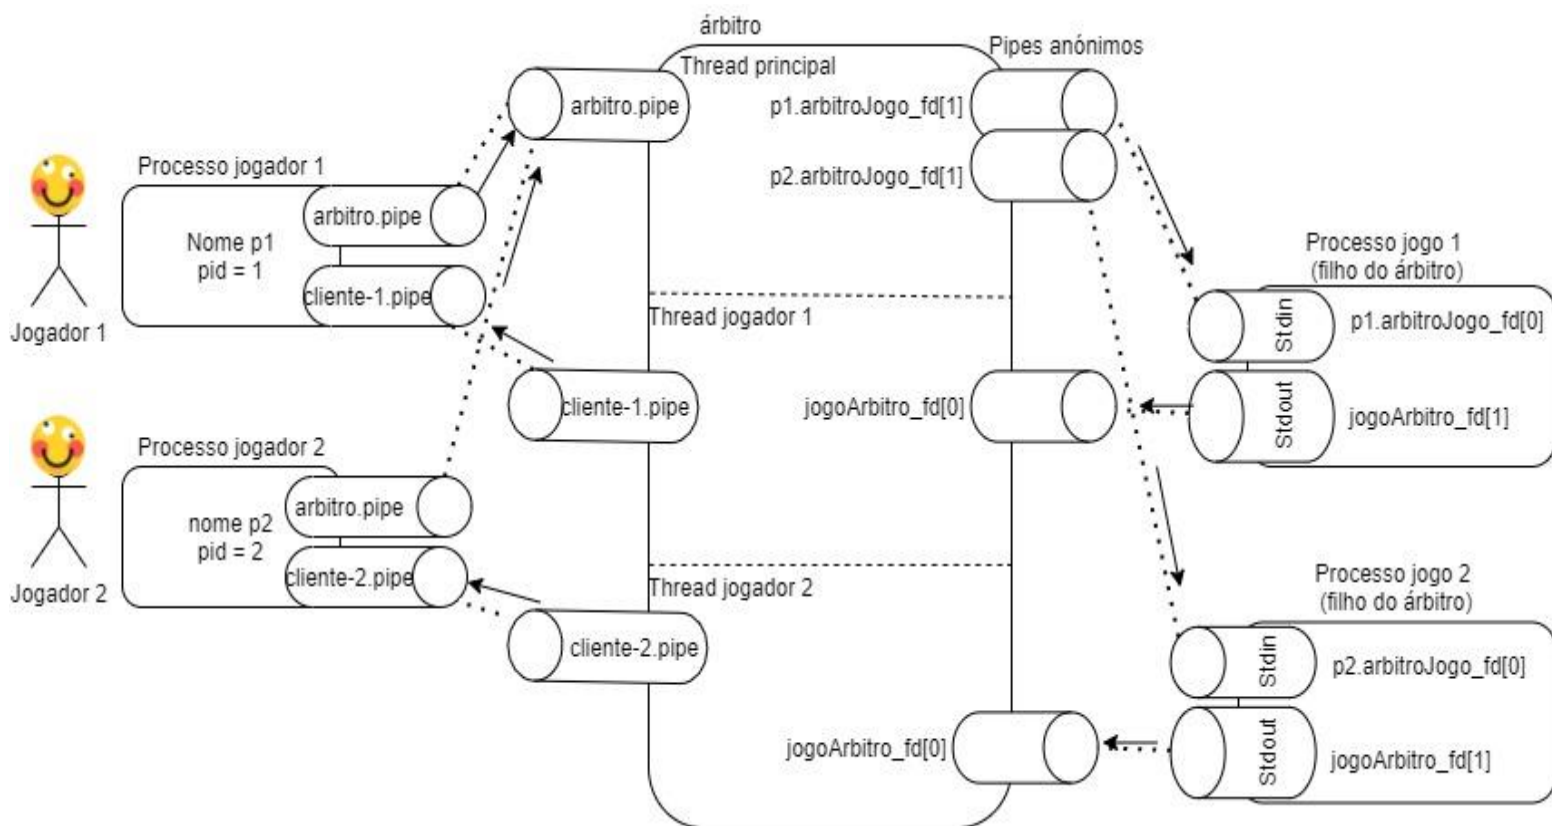 árbitro
Thread principal
Pipes anónimos
arbitro.pipe
p1.arbitroJogo_fd[1]
p2.arbitroJogo_fd[1]
Processo jogador 1
arbitro.pipe
Nome p1
pid = 1
cliente-1.pipe
Jogador 1
Thread jogador 1
cliente-1.pipe
jogoArbitro_fd[0]
Processo jogo 1
(filho do árbitro)
Stdin
p1.arbitroJogo_fd[0]
Stdout
jogoArbitro_fd[1]
Processo jogador 2
arbitro.pipe
nome p2
pid = 2
cliente-2.pipe
Jogador 2
Thread jogador 2
cliente-2.pipe
jogoArbitro_fd[0]
Processo jogo 2
(filho do árbitro)
Stdin
p2.arbitroJogo_fd[0]
Stdout
jogoArbitro_fd[1]